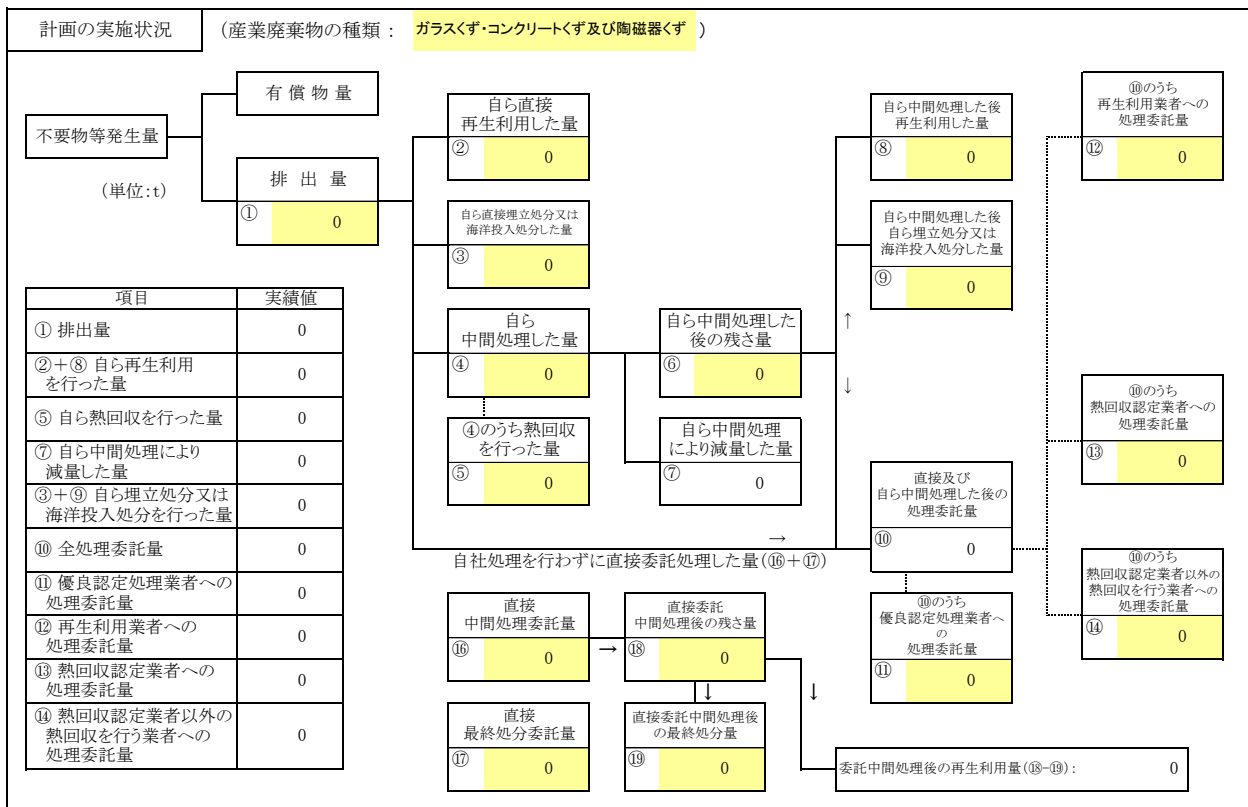 計画の実施状況
(産業廃棄物の種類： ガラスくず・コンクリートくず及び陶磁器くず )
有償物量
不要物等発生量
(単位:t)
排出量
① 0
自ら直接
再生利用した量
② 0
自ら直接埋立処分又は
海洋投入処分した量
③ 0
自ら
中間処理した量
④ 0
④のうち熱回収
を行った量
⑤ 0
自ら中間処理した
後の残さ量
⑥ 0
自ら中間処理
により減量した量
⑦ 0
自ら中間処理した後
再生利用した量
⑧ 0
自ら中間処理した後
自ら埋立処分又は
海洋投入処分した量
⑨ 0
↑
↓
直接及び
自ら中間処理した後の
処理委託量
⑩ 0
→
自社処理を行わずに直接委託処理した量(⑯+⑰)
⑩のうち
優良認定処理業者へ
の
処理委託量
⑪ 0
⑩のうち
再生利用業者への
処理委託量
⑫ 0
⑩のうち
熱回収認定業者への
処理委託量
⑬ 0
⑩のうち
熱回収認定業者以外の
熱回収を行う業者への
処理委託量
⑭ 0
直接
中間処理委託量
⑯ 0
→
直接委託
中間処理後の残さ量
⑱ 0
↓
↓
直接
最終処分委託量
⑰ 0
直接委託中間処理後
の最終処分量
⑲ 0
委託中間処理後の再生利用量(⑱-⑲)： 0
項目 実績値
① 排出量 0
②+⑧ 自ら再生利用
を行った量 0
⑤ 自ら熱回収を行った量 0
⑦ 自ら中間処理により
減量した量 0
③+⑨ 自ら埋立処分又は
海洋投入処分を行った量 0
⑩ 全処理委託量 0
⑪ 優良認定処理業者への
処理委託量 0
⑫ 再生利用業者への
処理委託量 0
⑬ 熱回収認定業者への
処理委託量 0
⑭ 熱回収認定業者以外の
熱回収を行う業者への
処理委託量 0